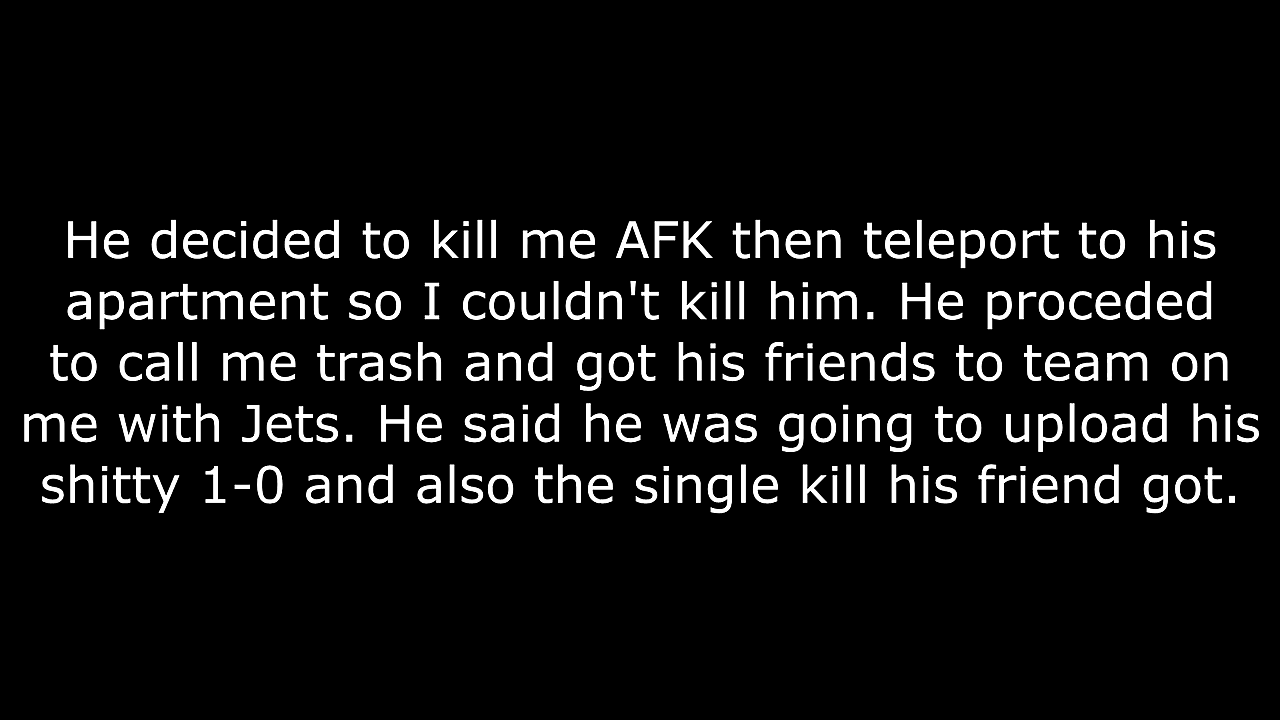 He decided to kill me AFK then teleport to his
apartment so I couldn't kill him. He proceded
to call me trash and got his friends to team on
me with Jets. He said he was going to upload his
shitty 1-0 and also the single kill his friend got.